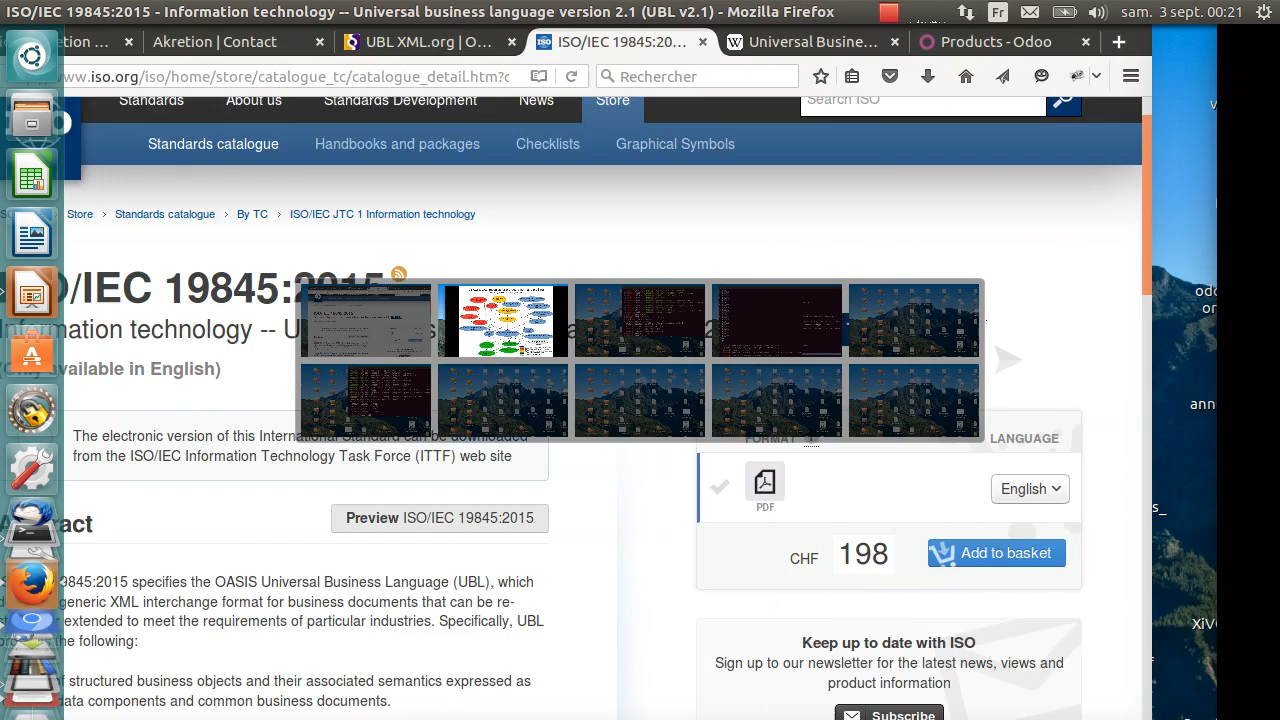 ISO/IEC 19845:2015 - Information technology -- Universal business language version 2.1 (UBL v2.1) - Mozilla Firefox
Fr
sam. 3 sept. 00:21
Akretion | Contact
UBL XML.org | O...
ISO/IEC 19845:20...
Universal Busine...
Products - Odoo
www.iso.org/iso/home/store/catalogue_tc/catalogue_detail.htm?c
Rechercher
Standards
About us
Standards Development
News
Store
Search ISO
Standards catalogue
Handbooks and packages
Checklists
Graphical Symbols
Store
Standards catalogue
By TC
ISO/IEC JTC 1 Information technology
/IEC 19845:2015
Information technology -- U
available in English)
The electronic version of this International Standard can be downloaded
from the ISO/IEC Information Technology Task Force (ITTF) web site
FORMAT
LANGUAGE
PDF
English
Preview ISO/IEC 19845:2015
CHF 198
Add to basket
9845:2015 specifies the OASIS Universal Business Language (UBL), which
generic XML interchange format for business documents that can be re-
extended to meet the requirements of particular industries. Specifically, UBL
the following:
of structured business objects and their associated semantics expressed as
data components and common business documents.
Keep up to date with ISO
Sign up to our newsletter for the latest news, views and
product information
Subscribe